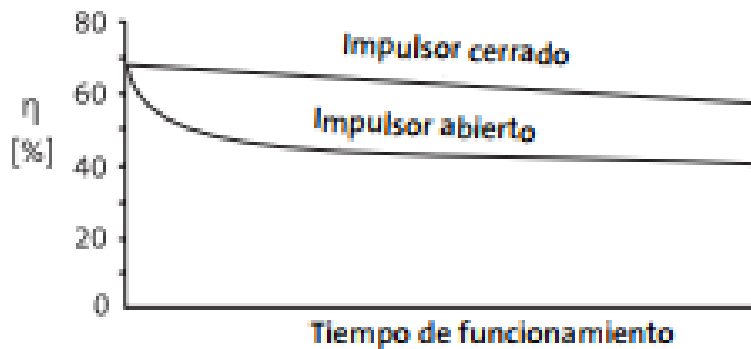 80
Impulsor cerrado
60
η
Impulsor abierto
[%]
40
20
0
Tiempo de funcionamiento